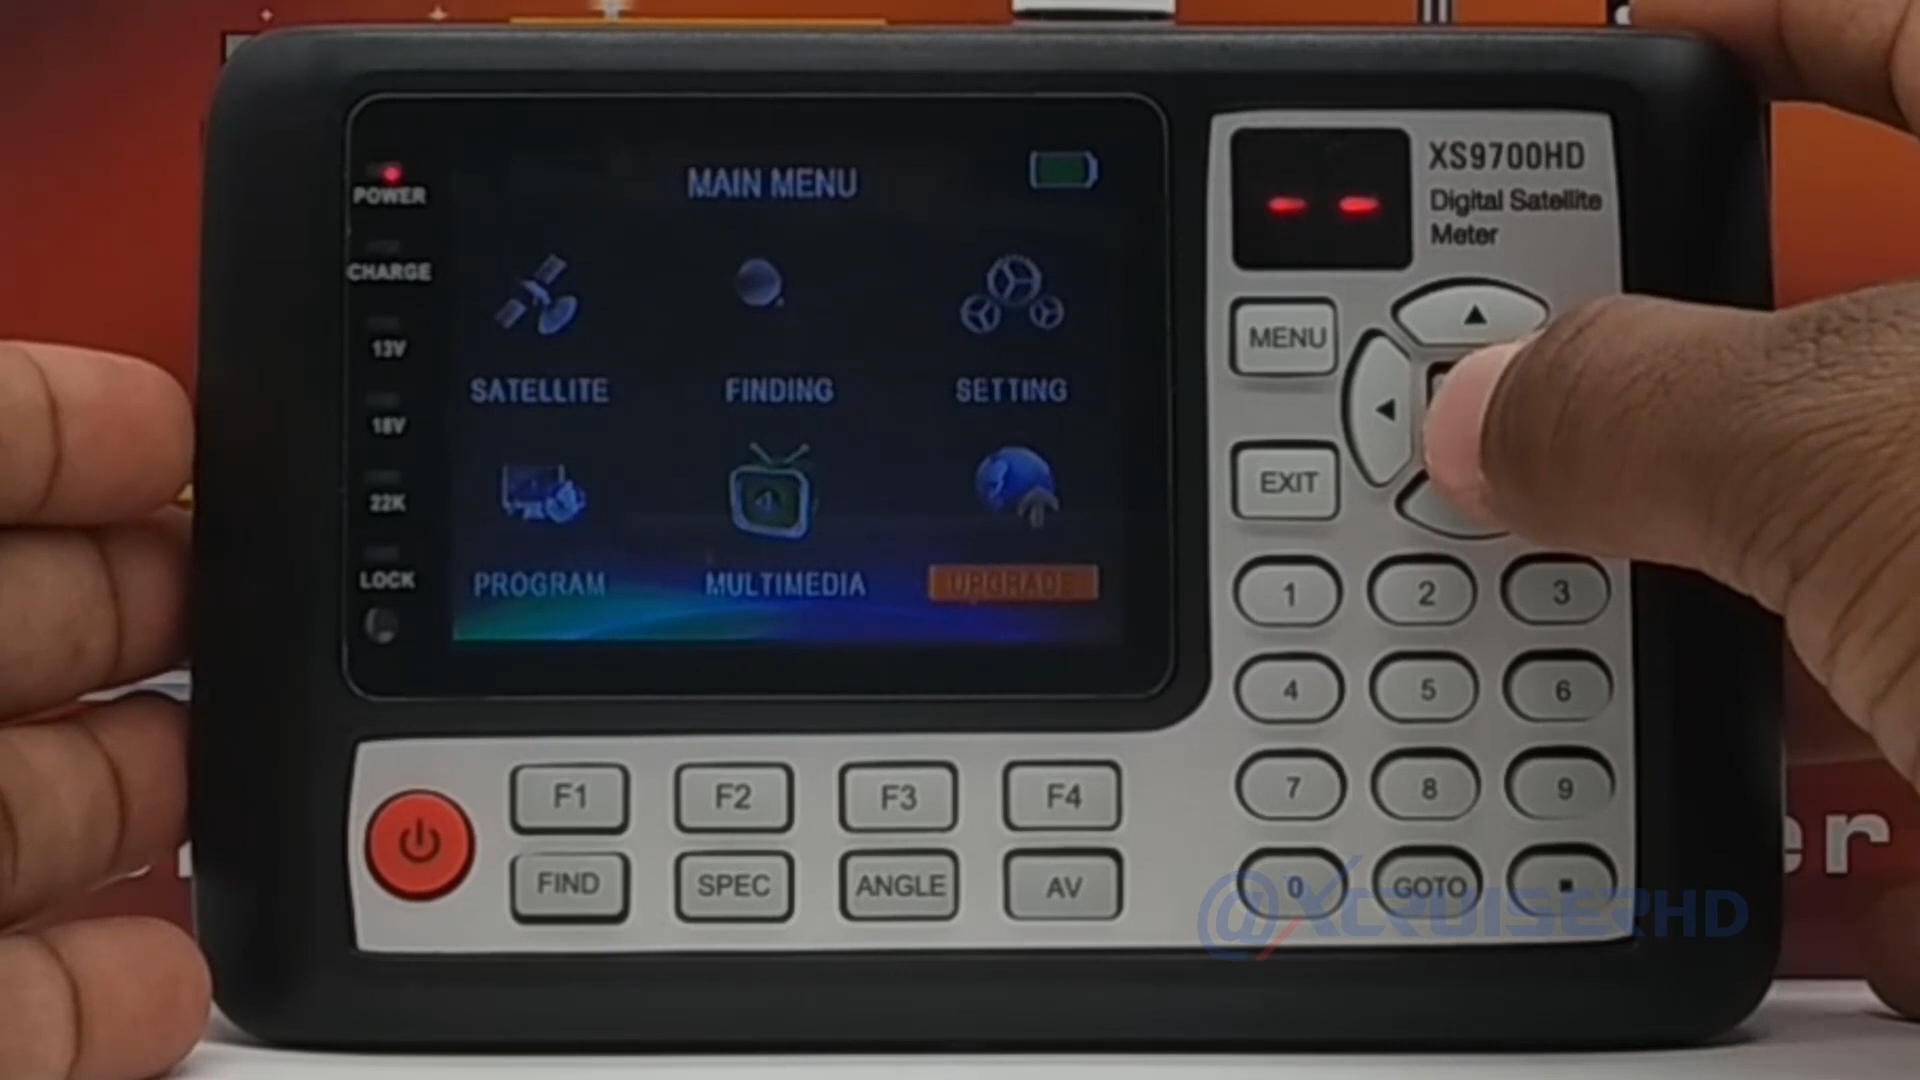 MAIN MENU
POWER
CHARGE
13V
18V
22K
LOCK
SATELLITE
FINDING
SETTING
PROGRAM
MULTIMEDIA
UPGRADE
XS9700HD
Digital Satellite
Meter
MENU
EXIT
1 2 3
4 5 6
7 8 9
0 GOTO
F1 F2 F3 F4
FIND SPEC ANGLE AV
@XCRUISERHD
er